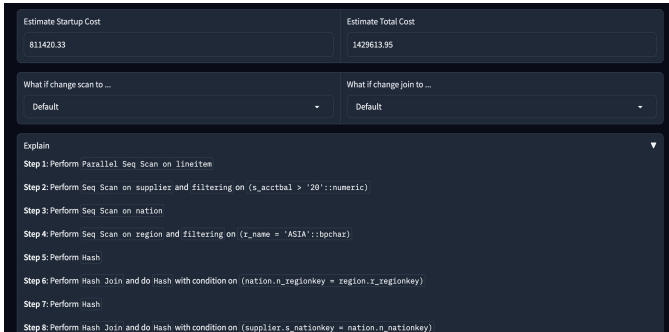 Estimate Startup Cost
Estimate Total Cost
811420.33
1429613.95
What if change scan to ...
What if change join to ...
Default
Default
Explain
Step 1: Perform Parallel Seq Scan on lineitem
Step 2: Perform Seq Scan on supplier and filtering on (s_acctbal > '20'::numeric)
Step 3: Perform Seq Scan on nation
Step 4: Perform Seq Scan on region and filtering on (r_name = 'ASIA'::bpchar)
Step 5: Perform Hash
Step 6: Perform Hash Join and do Hash with condition on (nation.n_regionkey = region.r_regionkey)
Step 7: Perform Hash
Step 8: Perform Hash Join and do Hash with condition on (supplier.s_nationkey = nation.n_nationkey)